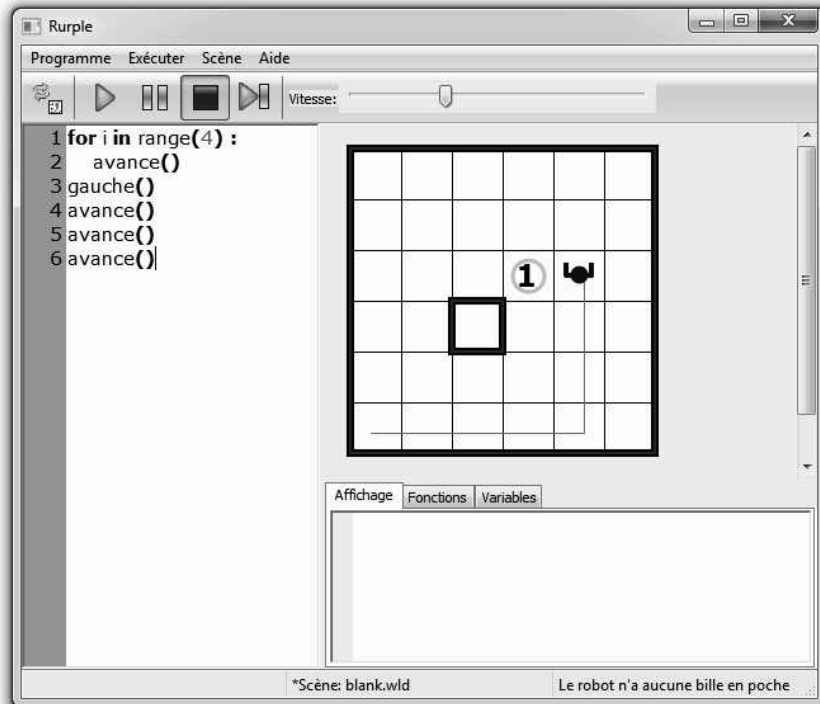 Rurple
Programme Exécuter Scène Aide
Vitesse:
1 for i in range(4) :
2     avance()
3 gauche()
4 avance()
5 avance()
6 avance()
1
Affichage Fonctions Variables
*Scène: blank.wld Le robot n'a aucune bille en poche